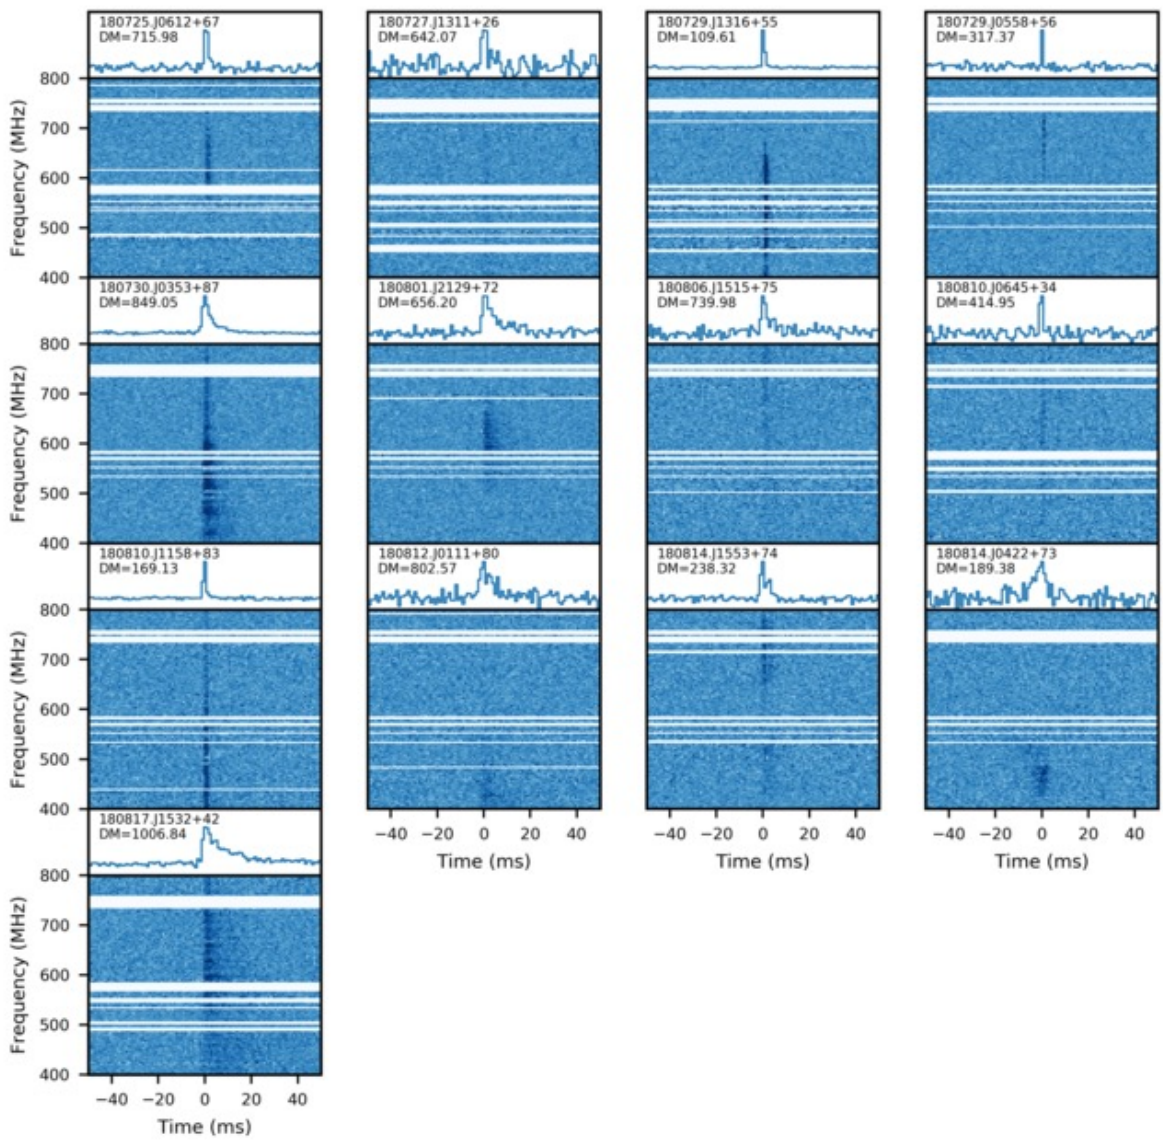 180725.J0612+67
DM=715.98
180727.J1311+26
DM=642.07
180729.J1316+55
DM=109.61
180729.J0558+56
DM=317.37
800
700
600
500
400
Frequency (MHz)
180730.J0353+87
DM=849.05
180801.J2129+72
DM=656.20
180806.J1515+75
DM=739.98
180810.J0645+34
DM=414.95
800
700
600
500
400
Frequency (MHz)
180810.J1158+83
DM=169.13
180812.J0111+80
DM=802.57
180814.J1553+74
DM=238.32
180814.J0422+73
DM=189.38
800
700
600
500
400
Frequency (MHz)
−40 −20 0 20 40
Time (ms)
−40 −20 0 20 40
Time (ms)
−40 −20 0 20 40
Time (ms)
180817.J1532+42
DM=1006.84
800
700
600
500
400
Frequency (MHz)
−40 −20 0 20 40
Time (ms)